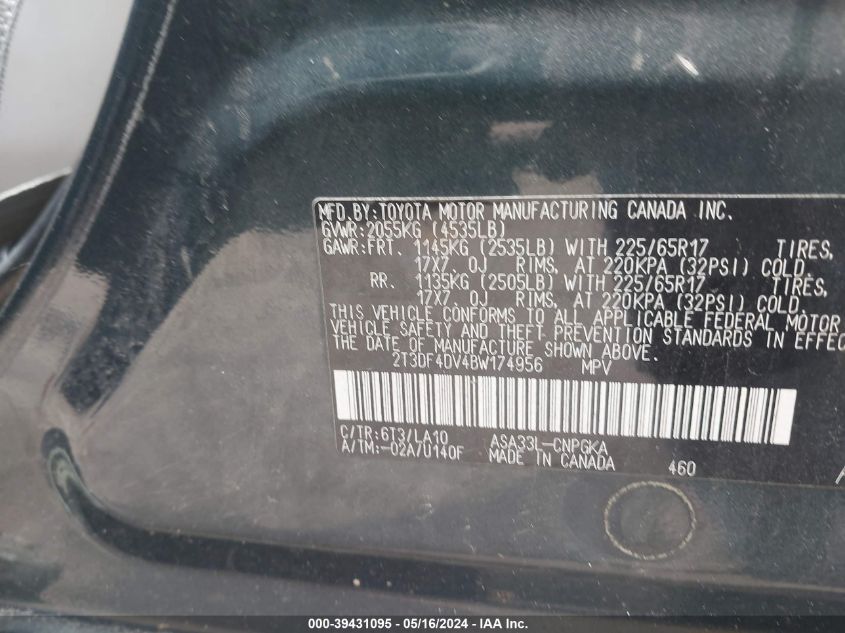 MFD.BY:TOYOTA MOTOR MANUFACTURING CANADA INC.
GVWR:2055KG (4535LB)
GAWR:FRT. 1145KG (2535LB) WITH 225/65R17 TIRES,
17X7.0J RIMS, AT 220KPA (32PSI) COLD.
RR. 1135KG (2505LB) WITH 225/65R17 TIRES,
17X7.0J RIMS, AT 220KPA (32PSI) COLD.
THIS VEHICLE CONFORMS TO ALL APPLICABLE FEDERAL MOTOR
VEHICLE SAFETY AND THEFT PREVENTION STANDARDS IN EFFEC
THE DATE OF MANUFACTURE SHOWN ABOVE.
2T3DF4DV4BW174956 MPV
C/TR:6T3/LA10 ASA33L-CNPGKA
A/TM:-02A/U140F MADE IN CANADA 460
000-39431095 - 05/16/2024 - IAA Inc.